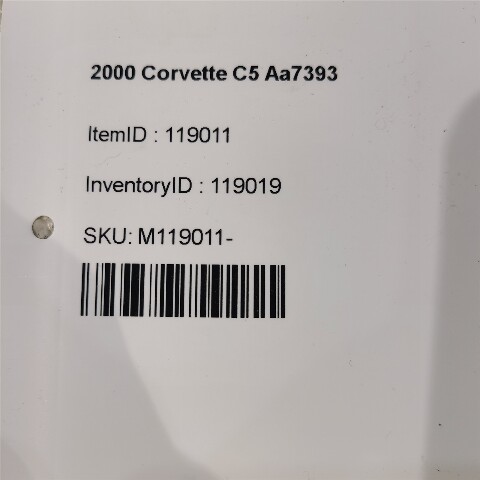 2000 Corvette C5 Aa7393
ItemID : 119011
InventoryID : 119019
SKU: M119011-